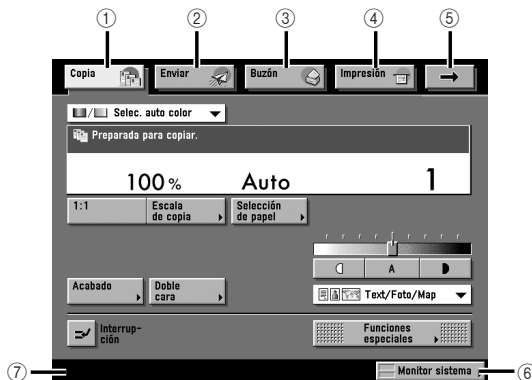 ① ② ③ ④ ⑤
Copia Enviar Buzón Impresión
Selec. auto color
Preparada para copiar.
100 % Auto 1
1:1 Escala de copia Selección de papel
A
Acabado Doble cara Text/Foto/Map
Interrup-
ción
Funciones
especiales
⑦ Monitor sistema ⑥